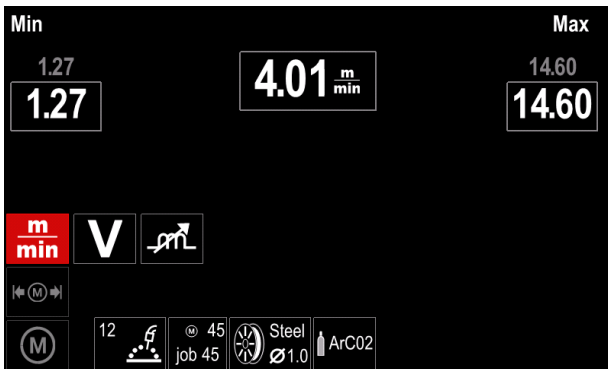 Min Max
1.27 14.60
1.27 4.01 m/min 14.60
m/min V
M
M 12 M 45 job 45 Steel Ø1.0 ArC02